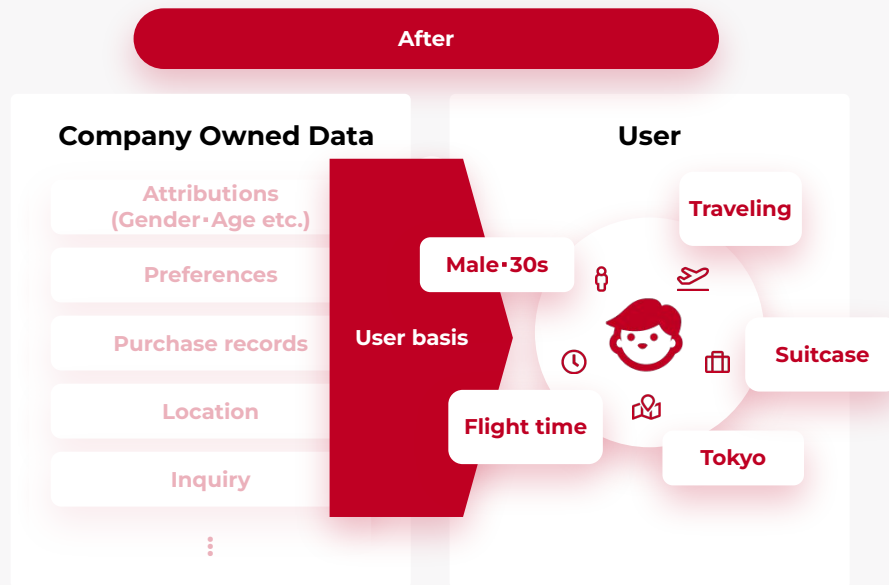 After
Company Owned Data
Attributions
(Gender・Age etc.)
Preferences
Purchase records
Location
Inquiry
User basis
User
Traveling
Male・30s
Suitcase
Flight time
Tokyo